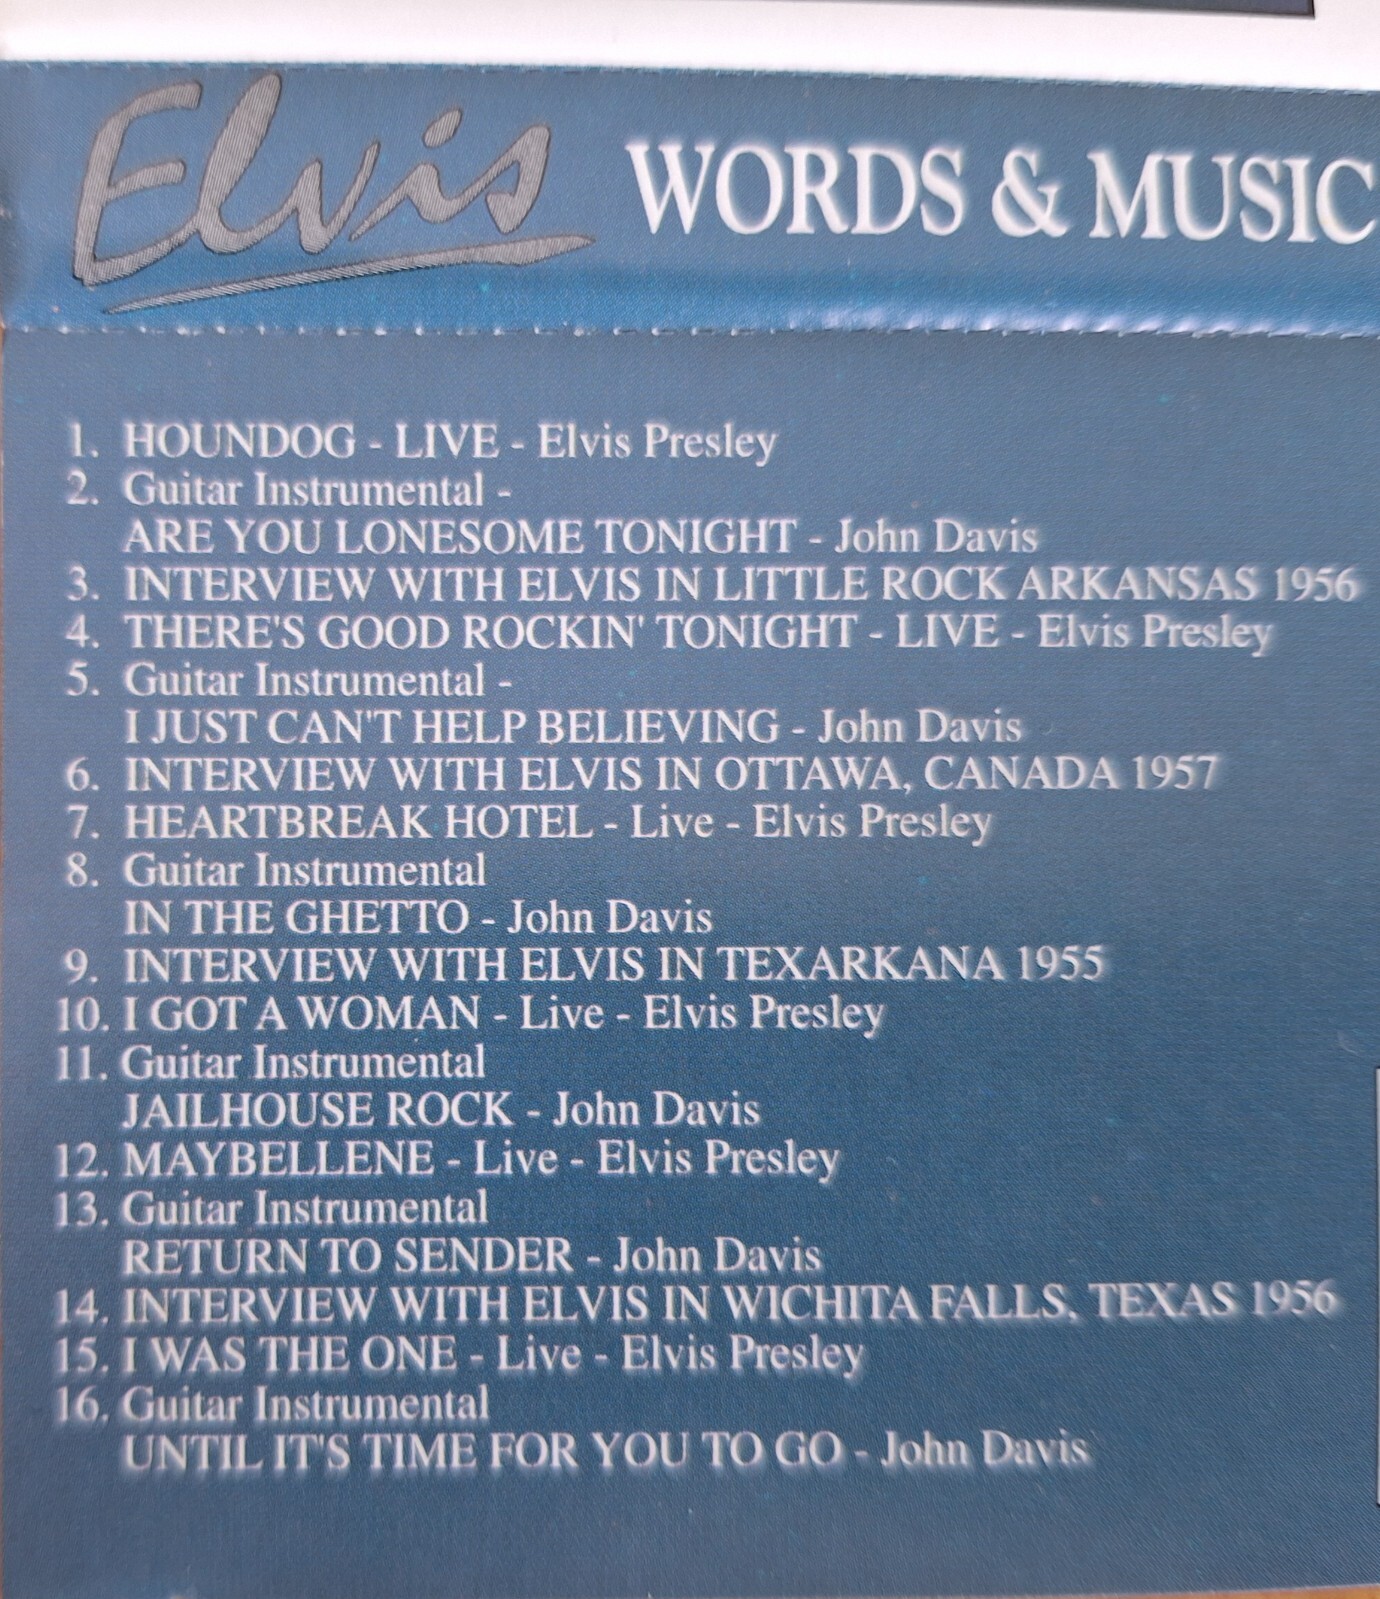 Elvis WORDS & MUSIC
1. HOUNDOG - LIVE - Elvis Presley
2. Guitar Instrumental -
ARE YOU LONESOME TONIGHT - John Davis
3. INTERVIEW WITH ELVIS IN LITTLE ROCK ARKANSAS 1956
4. THERE'S GOOD ROCKIN' TONIGHT - LIVE - Elvis Presley
5. Guitar Instrumental -
I JUST CAN'T HELP BELIEVING - John Davis
6. INTERVIEW WITH ELVIS IN OTTAWA, CANADA 1957
7. HEARTBREAK HOTEL - Live - Elvis Presley
8. Guitar Instrumental
IN THE GHETTO - John Davis
9. INTERVIEW WITH ELVIS IN TEXARKANA 1955
10. I GOT A WOMAN - Live - Elvis Presley
11. Guitar Instrumental
JAILHOUSE ROCK - John Davis
12. MAYBELLENE - Live - Elvis Presley
13. Guitar Instrumental
RETURN TO SENDER - John Davis
14. INTERVIEW WITH ELVIS IN WICHITA FALLS, TEXAS 1956
15. I WAS THE ONE - Live - Elvis Presley
16. Guitar Instrumental
UNTIL IT'S TIME FOR YOU TO GO - John Davis